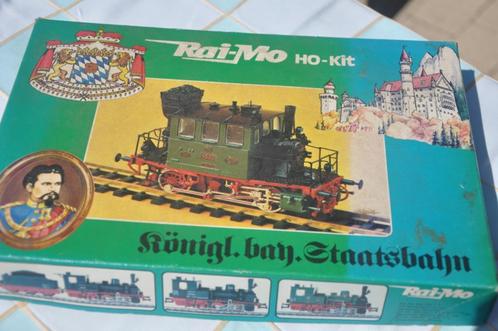 Rai-Mo HO-Kit
Königl. bay. Staatsbahn
Rai-Mo